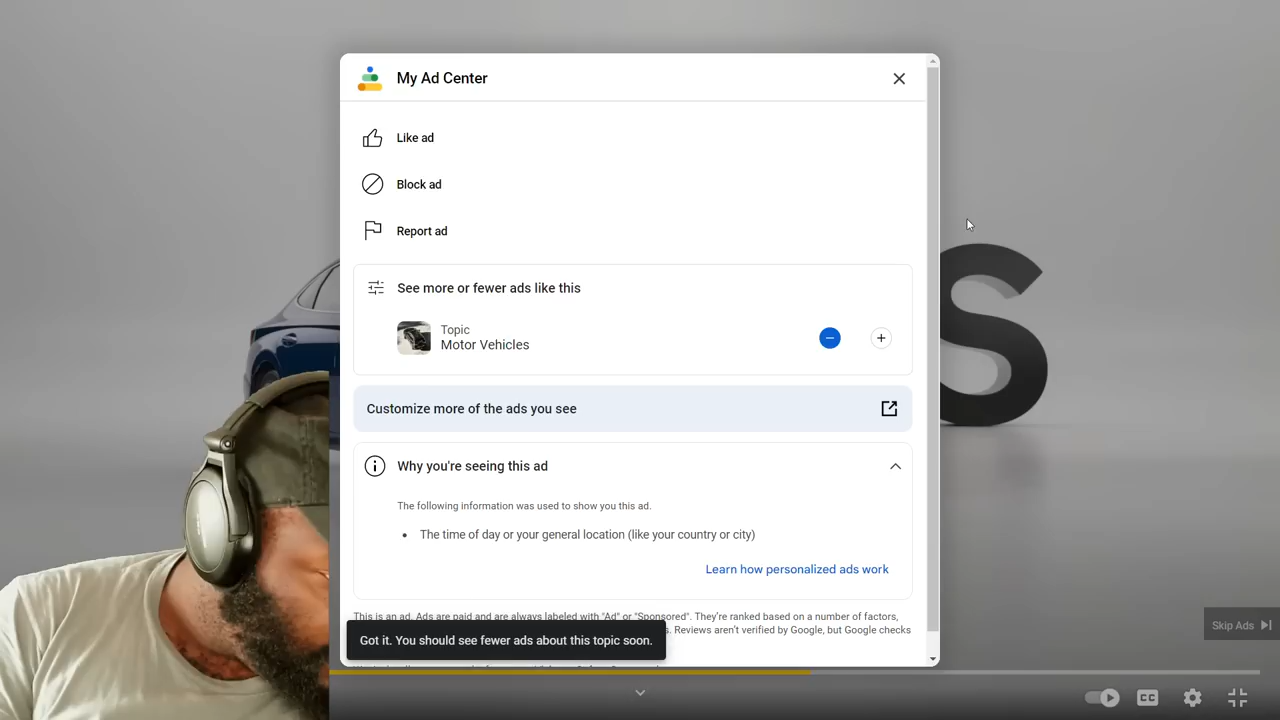 My Ad Center
Like ad
Block ad
Report ad
See more or fewer ads like this
Topic
Motor Vehicles
Customize more of the ads you see
Why you're seeing this ad
The following information was used to show you this ad.
The time of day or your general location (like your country or city)
Learn how personalized ads work
This is an ad. Ads are paid and are always labeled with "Ad" or "Sponsored". They're ranked based on a number of factors,
Reviews aren't verified by Google, but Google checks
Got it. You should see fewer ads about this topic soon.
S
Skip Ads
CC